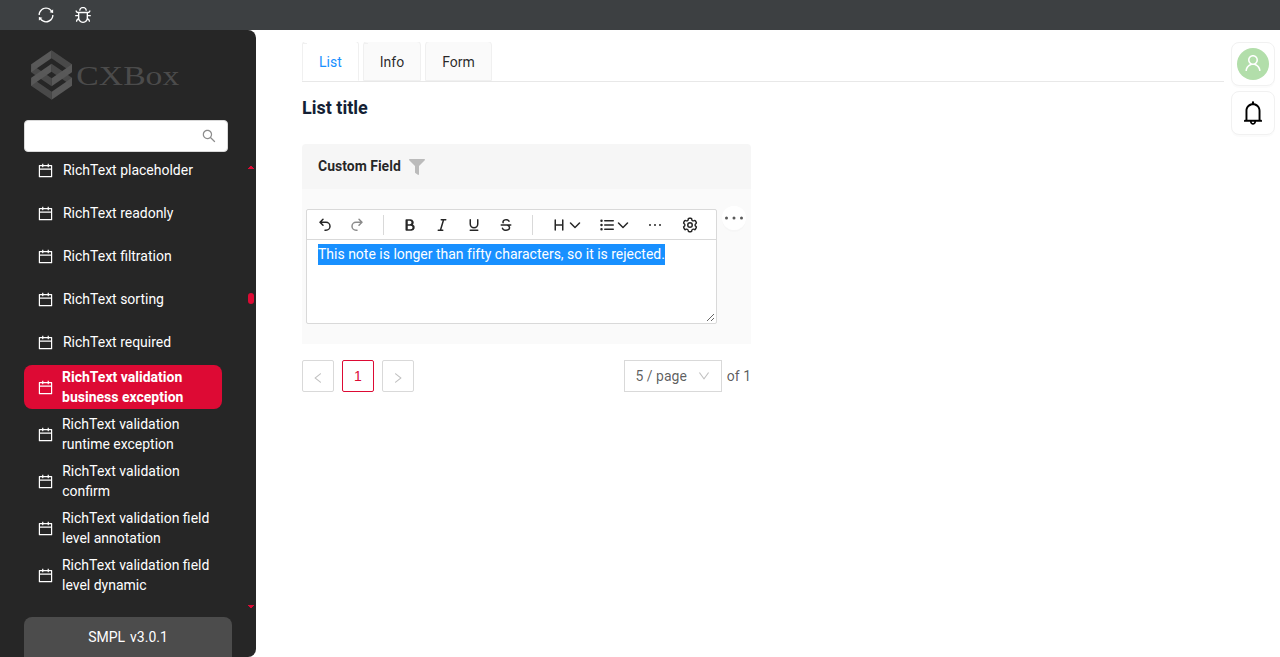 CXBox
RichText placeholder
RichText readonly
RichText filtration
RichText sorting
RichText required
RichText validation
business exception
RichText validation
runtime exception
RichText validation
confirm
RichText validation field
level annotation
RichText validation field
level dynamic
SMPL v3.0.1
List
Info
Form
List title
Custom Field
B
I
U
S
H
This note is longer than fifty characters, so it is rejected.
<
1
>
5 / page
of 1